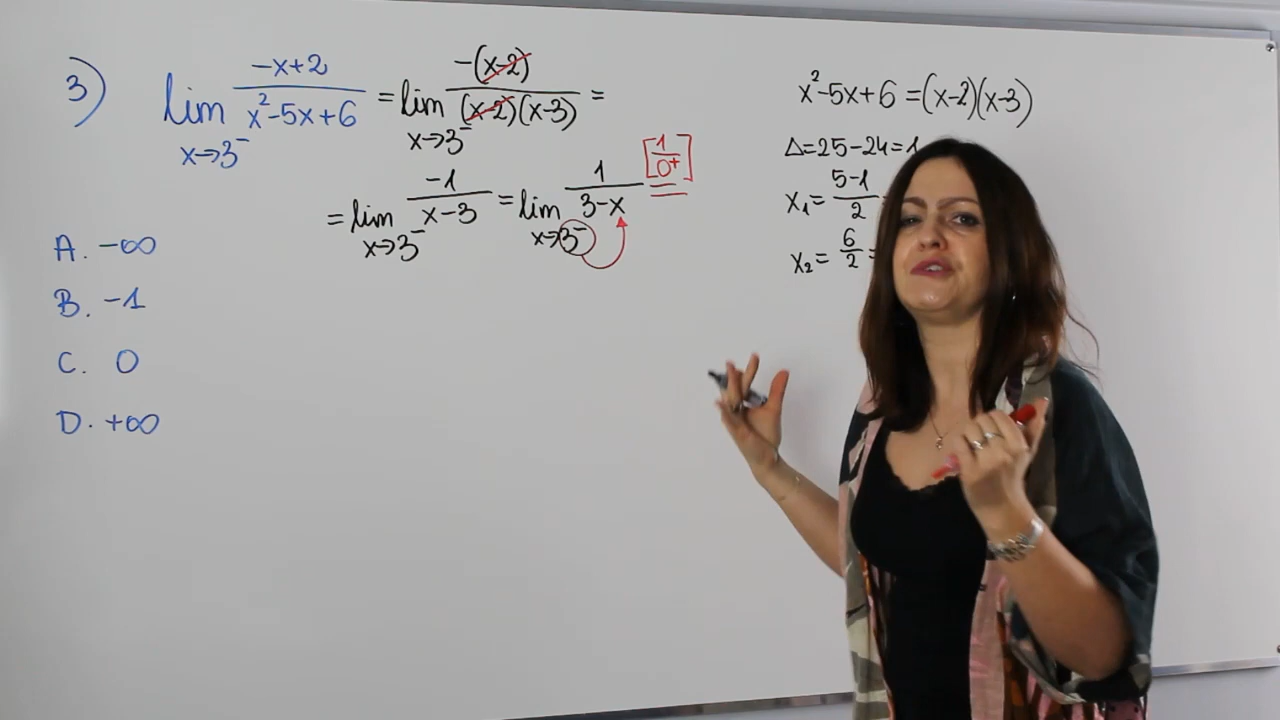 3) lim x→3⁻ (-x+2)/(x²-5x+6) = lim x→3⁻ -(x-2)/((x-2)(x-3)) =
= lim x→3⁻ -1/(x-3) = lim x→3⁻ 1/(3-x) = [1/0⁺]
A. -∞
B. -1
C. 0
D. +∞
x²-5x+6 = (x-2)(x-3)
Δ=25-24=1
x₁= (5-1)/2 =
x₂= 6/2 =